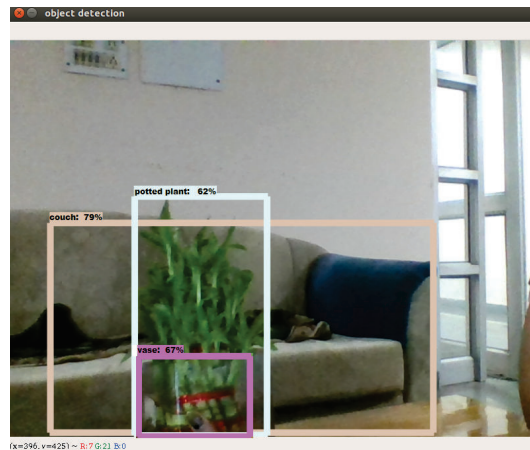 object detection
potted plant: 62%
couch: 79%
vase: 67%
(x=396, y=425) ~ R:7 G:21 B:0